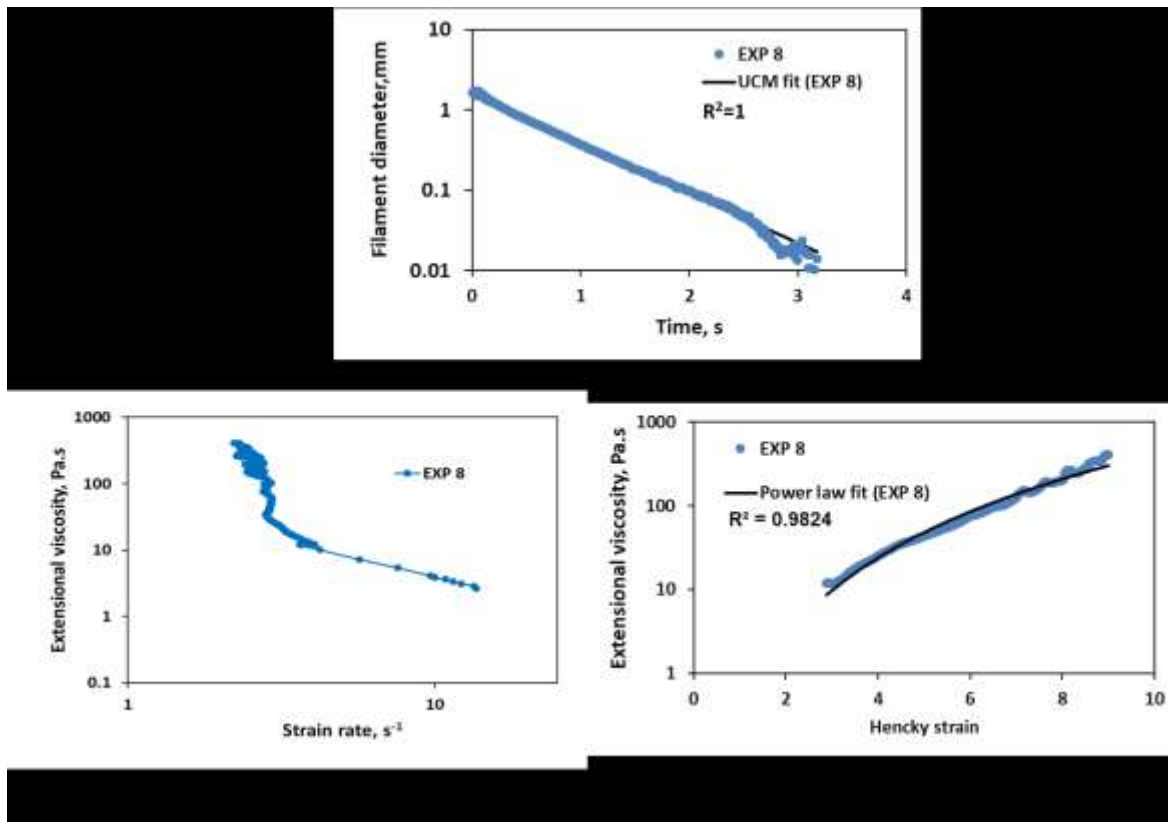 10
1
0.1
0.01
Filament diameter,mm
EXP 8
UCM fit (EXP 8)
R²=1
0 1 2 3 4
Time, s
1000
100
10
1
0.1
Extensional viscosity, Pa.s
EXP 8
1 10
Strain rate, s⁻¹
1000
100
10
1
Extensional viscosity, Pa.s
EXP 8
Power law fit (EXP 8)
R² = 0.9824
0 2 4 6 8 10
Hencky strain